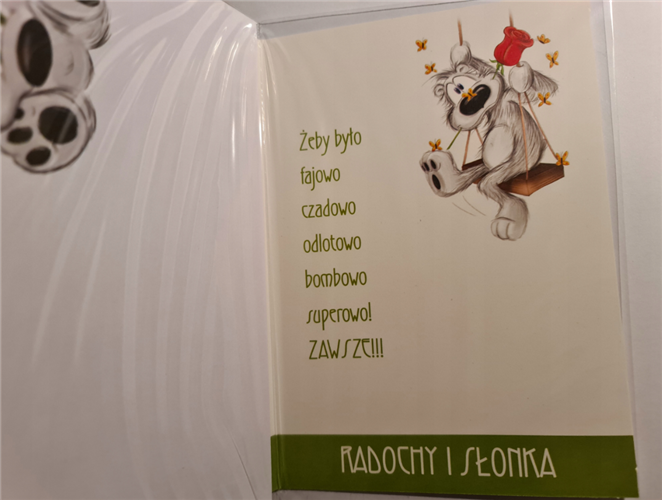 Żeby było
fajowo
czadowo
odlotowo
bombowo
superowo!
ZAWSZE!!!
RADOCHY I SŁONKA